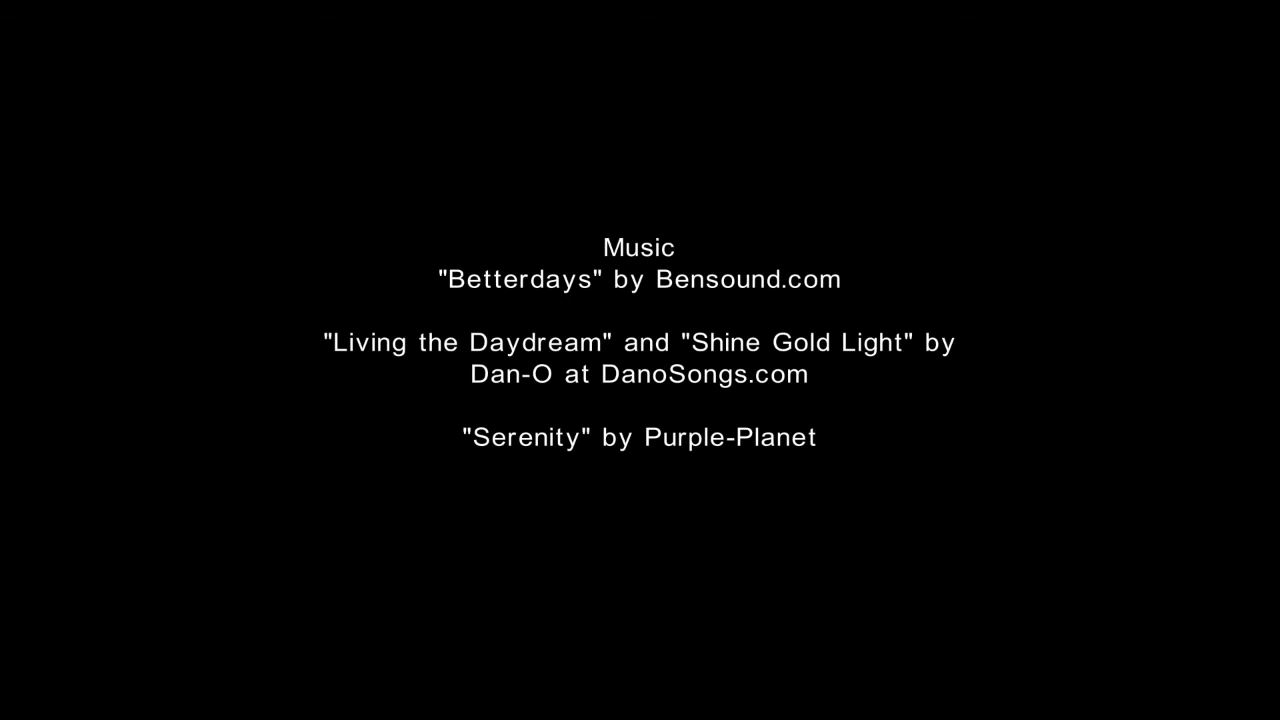 Music
"Betterdays" by Bensound.com
"Living the Daydream" and "Shine Gold Light" by
Dan-O at DanoSongs.com
"Serenity" by Purple-Planet